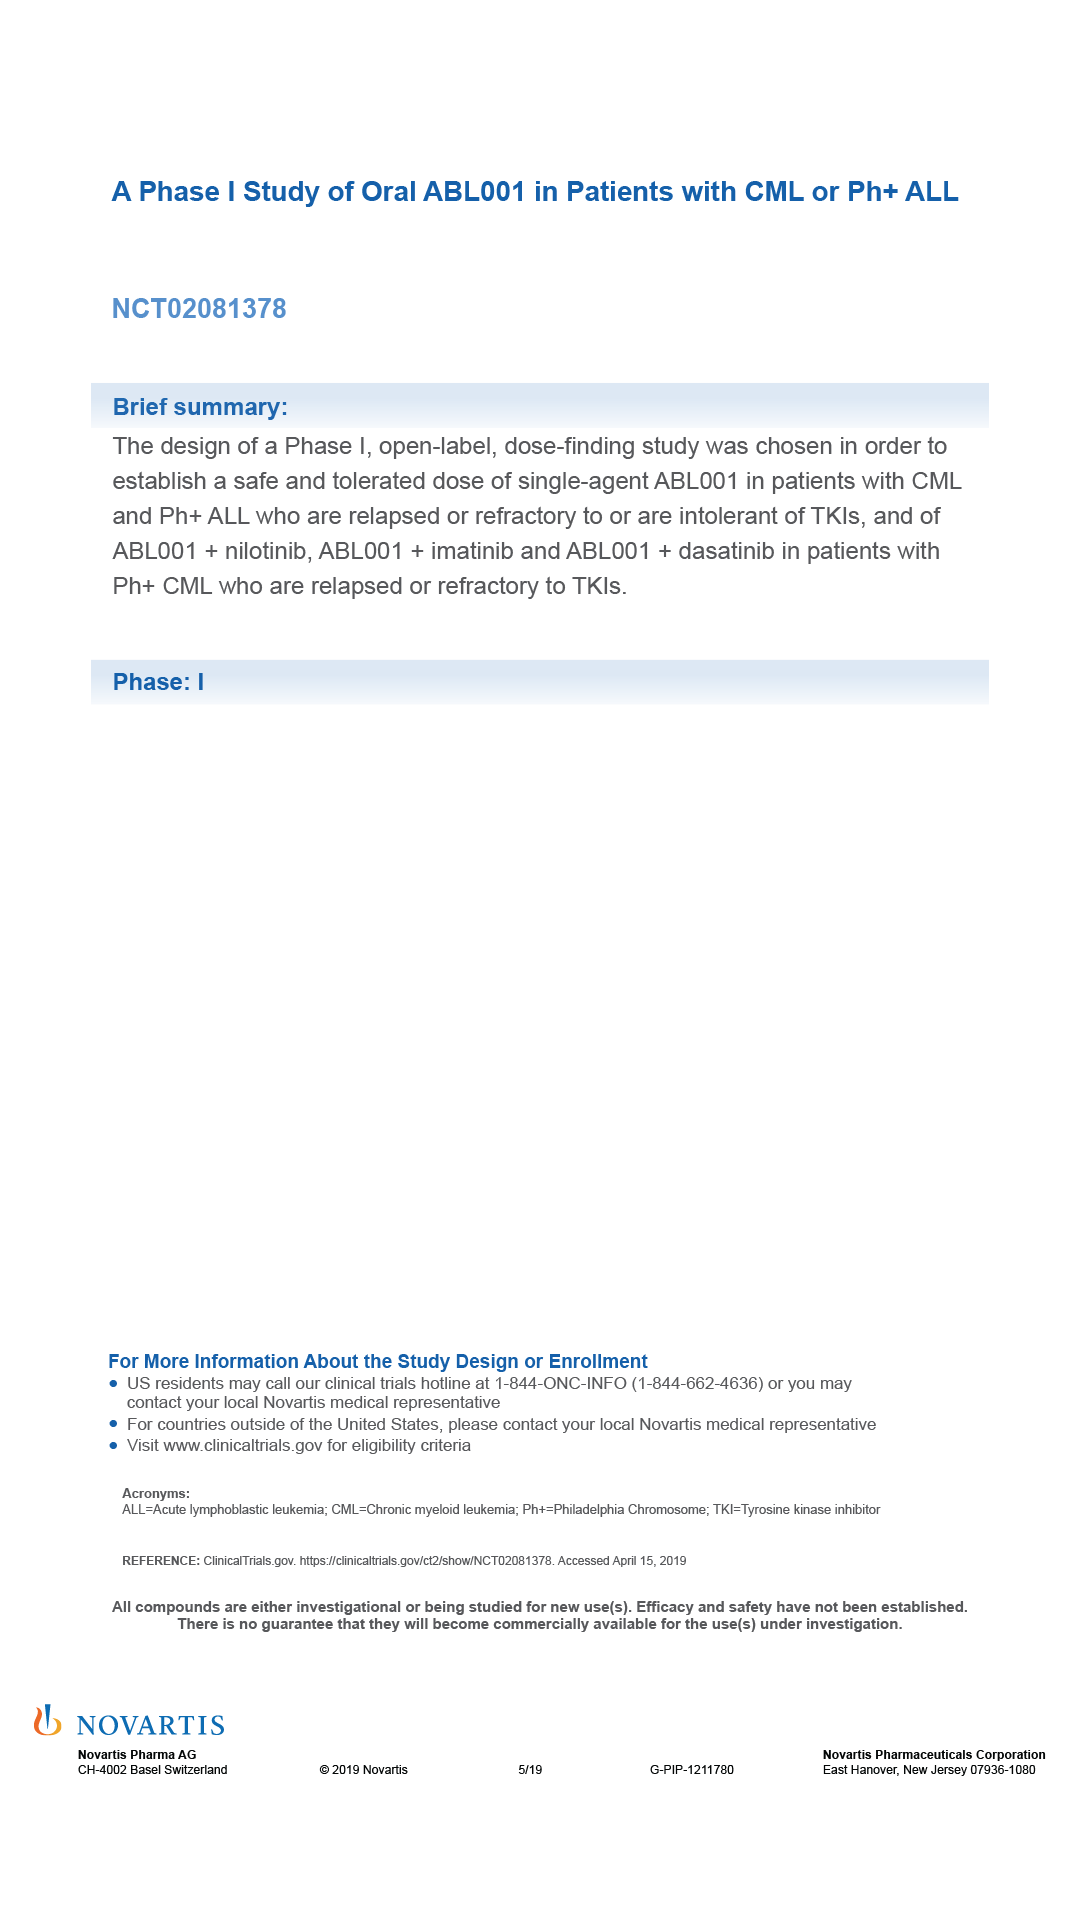 A Phase I Study of Oral ABL001 in Patients with CML or Ph+ ALL
NCT02081378
Brief summary:
The design of a Phase I, open-label, dose-finding study was chosen in order to
establish a safe and tolerated dose of single-agent ABL001 in patients with CML
and Ph+ ALL who are relapsed or refractory to or are intolerant of TKIs, and of
ABL001 + nilotinib, ABL001 + imatinib and ABL001 + dasatinib in patients with
Ph+ CML who are relapsed or refractory to TKIs.
Phase: I
For More Information About the Study Design or Enrollment
● US residents may call our clinical trials hotline at 1-844-ONC-INFO (1-844-662-4636) or you may
contact your local Novartis medical representative
● For countries outside of the United States, please contact your local Novartis medical representative
● Visit www.clinicaltrials.gov for eligibility criteria
Acronyms:
ALL=Acute lymphoblastic leukemia; CML=Chronic myeloid leukemia; Ph+=Philadelphia Chromosome; TKI=Tyrosine kinase inhibitor
REFERENCE: ClinicalTrials.gov. https://clinicaltrials.gov/ct2/show/NCT02081378. Accessed April 15, 2019
All compounds are either investigational or being studied for new use(s). Efficacy and safety have not been established.
There is no guarantee that they will become commercially available for the use(s) under investigation.
NOVARTIS
Novartis Pharma AG
CH-4002 Basel Switzerland
© 2019 Novartis
5/19
G-PIP-1211780
Novartis Pharmaceuticals Corporation
East Hanover, New Jersey 07936-1080